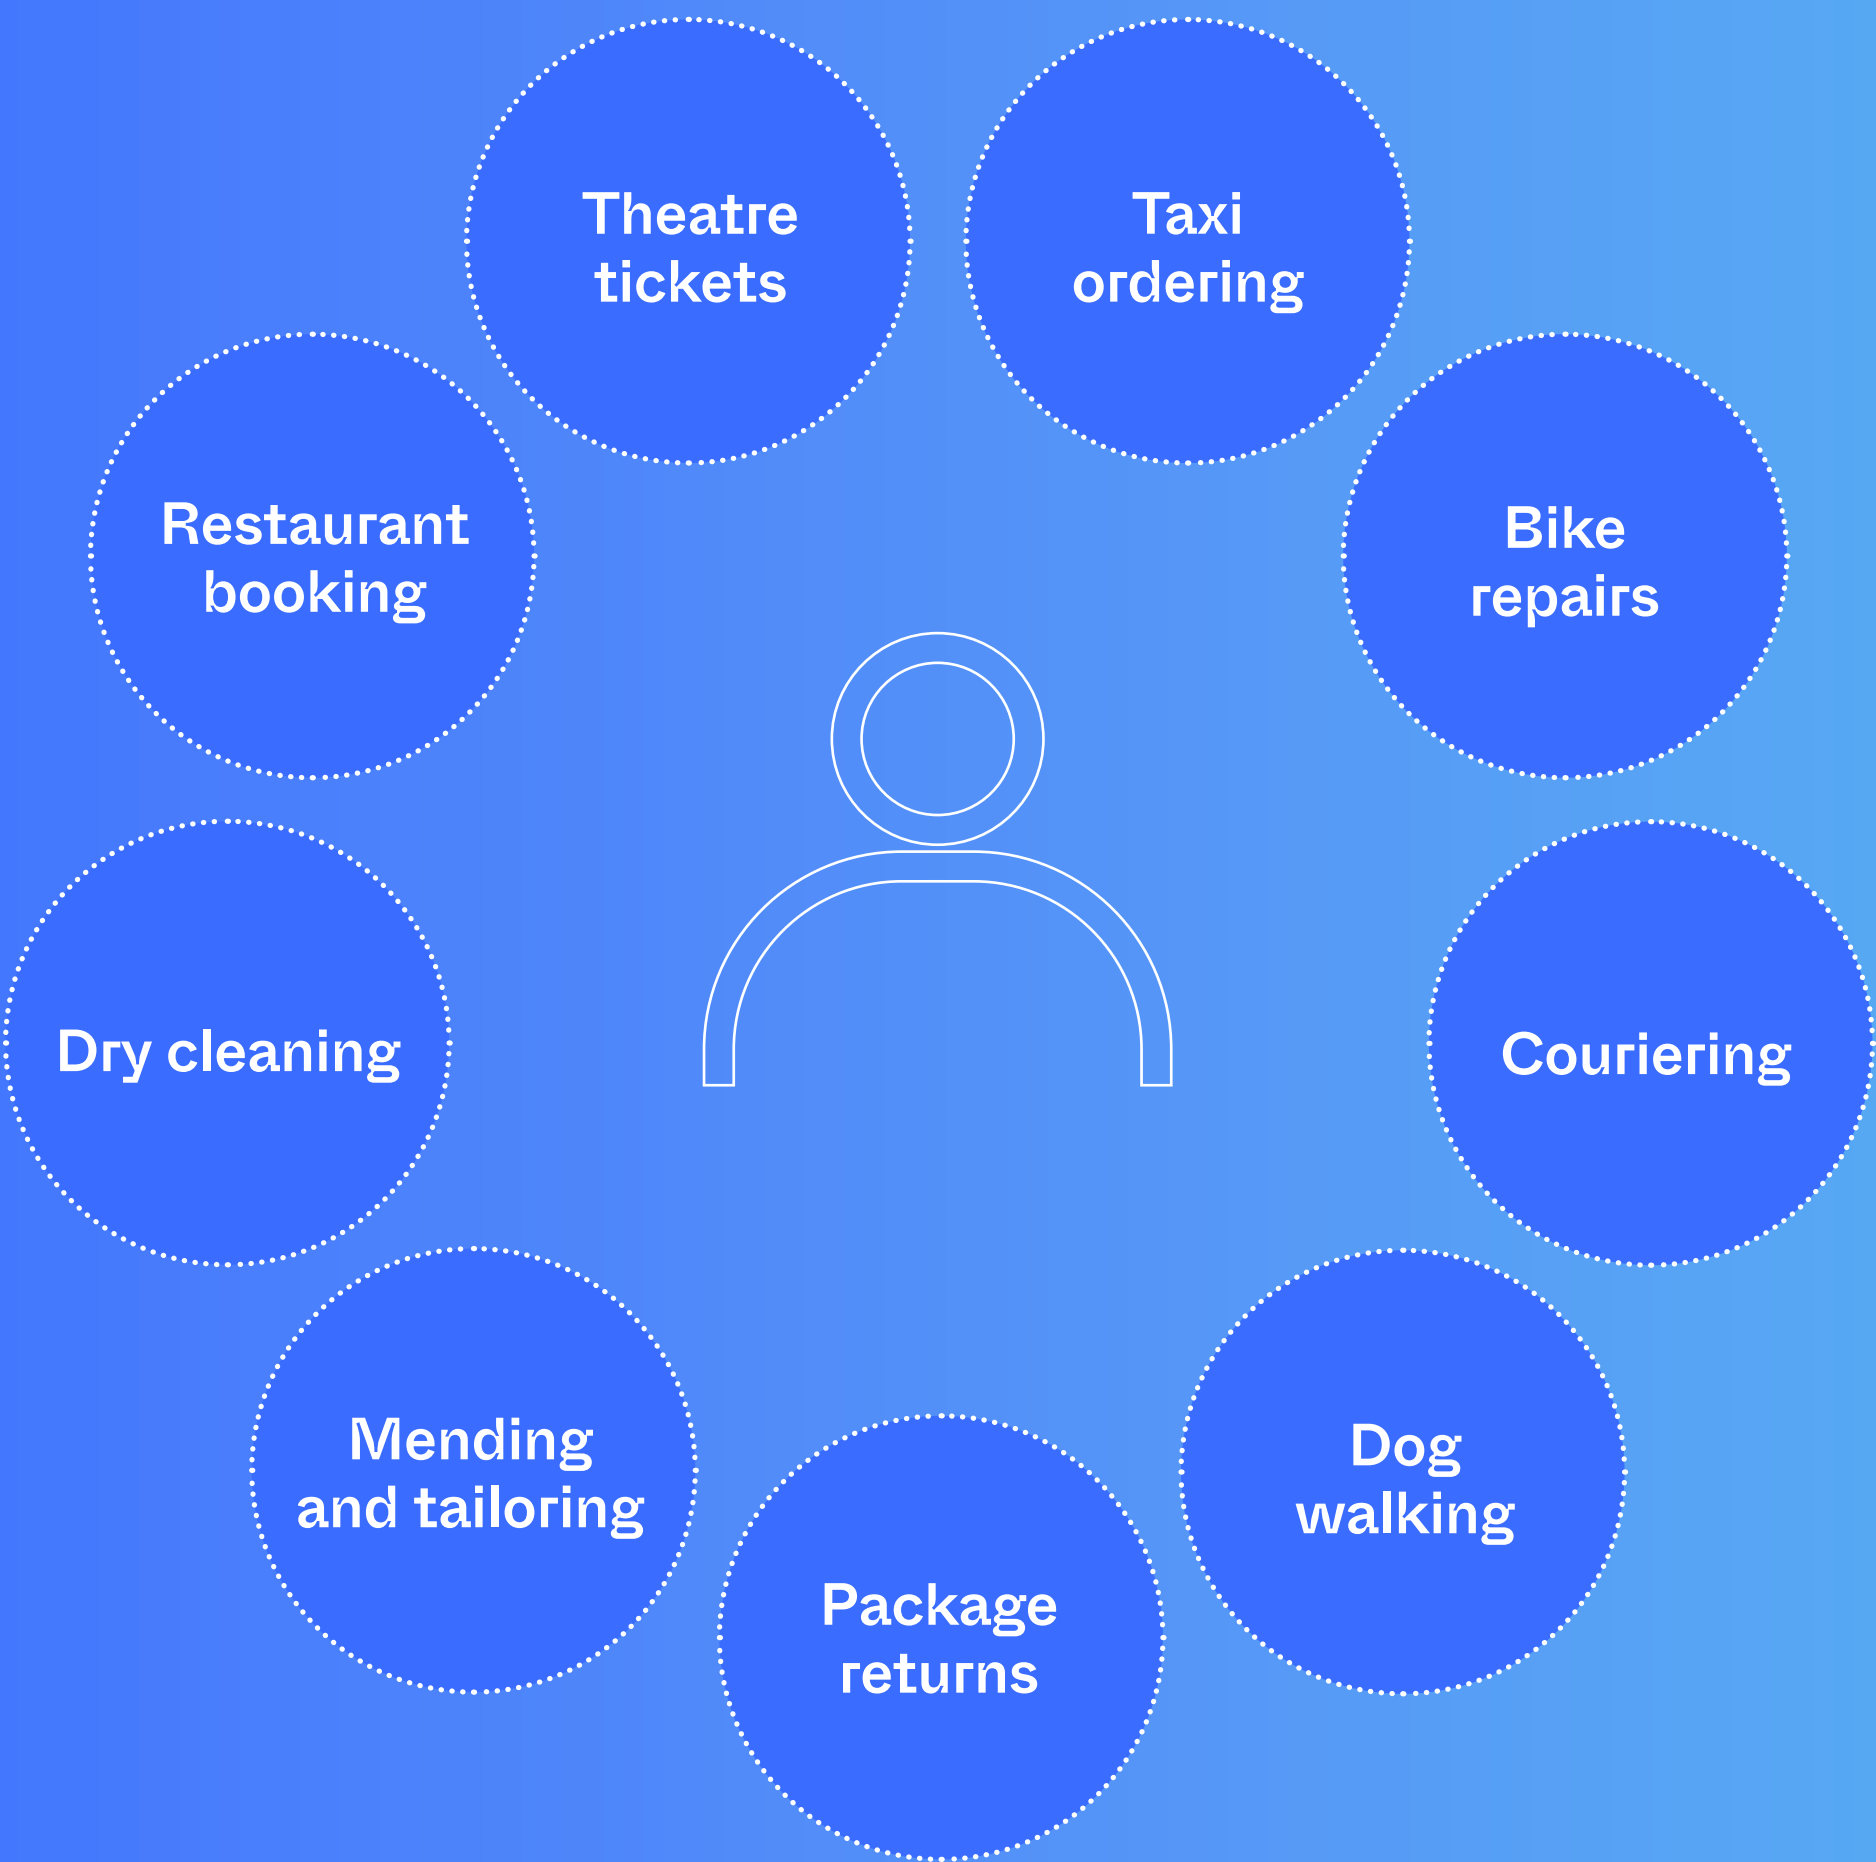 Theatre
tickets
Taxi
ordering
Restaurant
booking
Bike
repairs
Dry cleaning
Couriering
Mending
and tailoring
Dog
walking
Package
returns